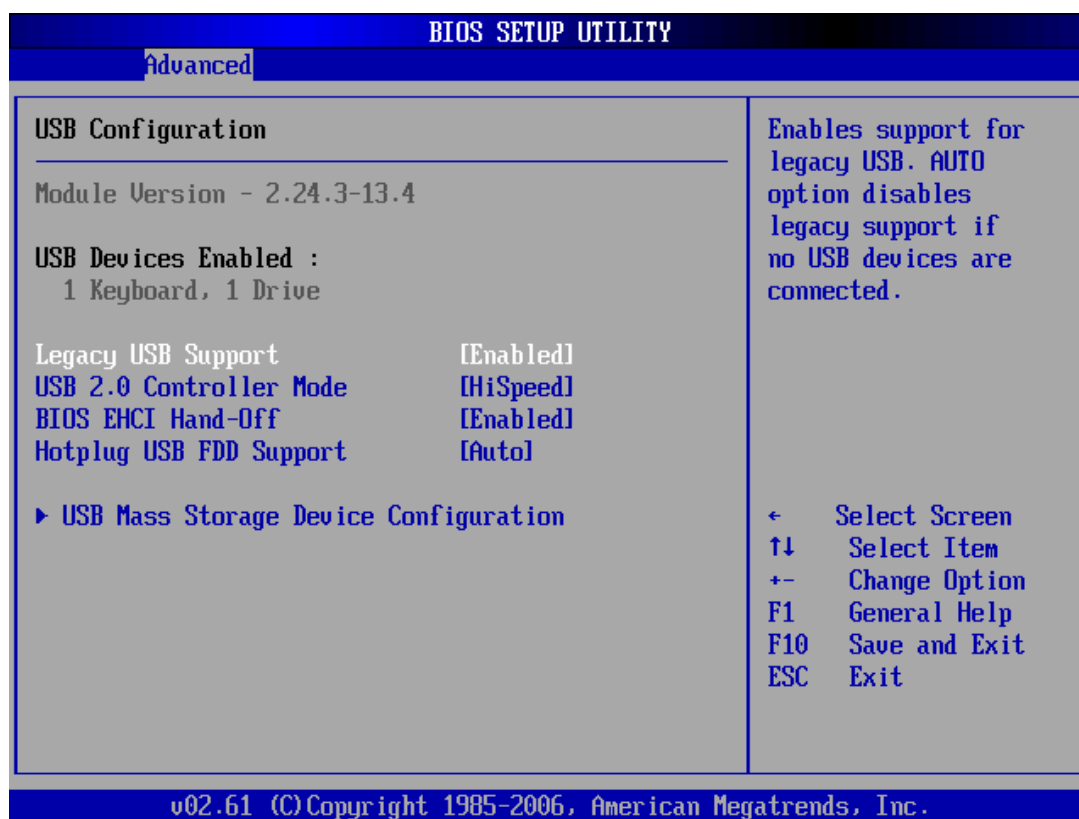 BIOS SETUP UTILITY
Advanced
USB Configuration
Module Version - 2.24.3-13.4
USB Devices Enabled :
1 Keyboard, 1 Drive
Legacy USB Support [Enabled]
USB 2.0 Controller Mode [HiSpeed]
BIOS EHCI Hand-Off [Enabled]
Hotplug USB FDD Support [Auto]
▶ USB Mass Storage Device Configuration
Enables support for
legacy USB. AUTO
option disables
legacy support if
no USB devices are
connected.
← Select Screen
↑↓ Select Item
+- Change Option
F1 General Help
F10 Save and Exit
ESC Exit
v02.61 (C)Copyright 1985-2006, American Megatrends, Inc.